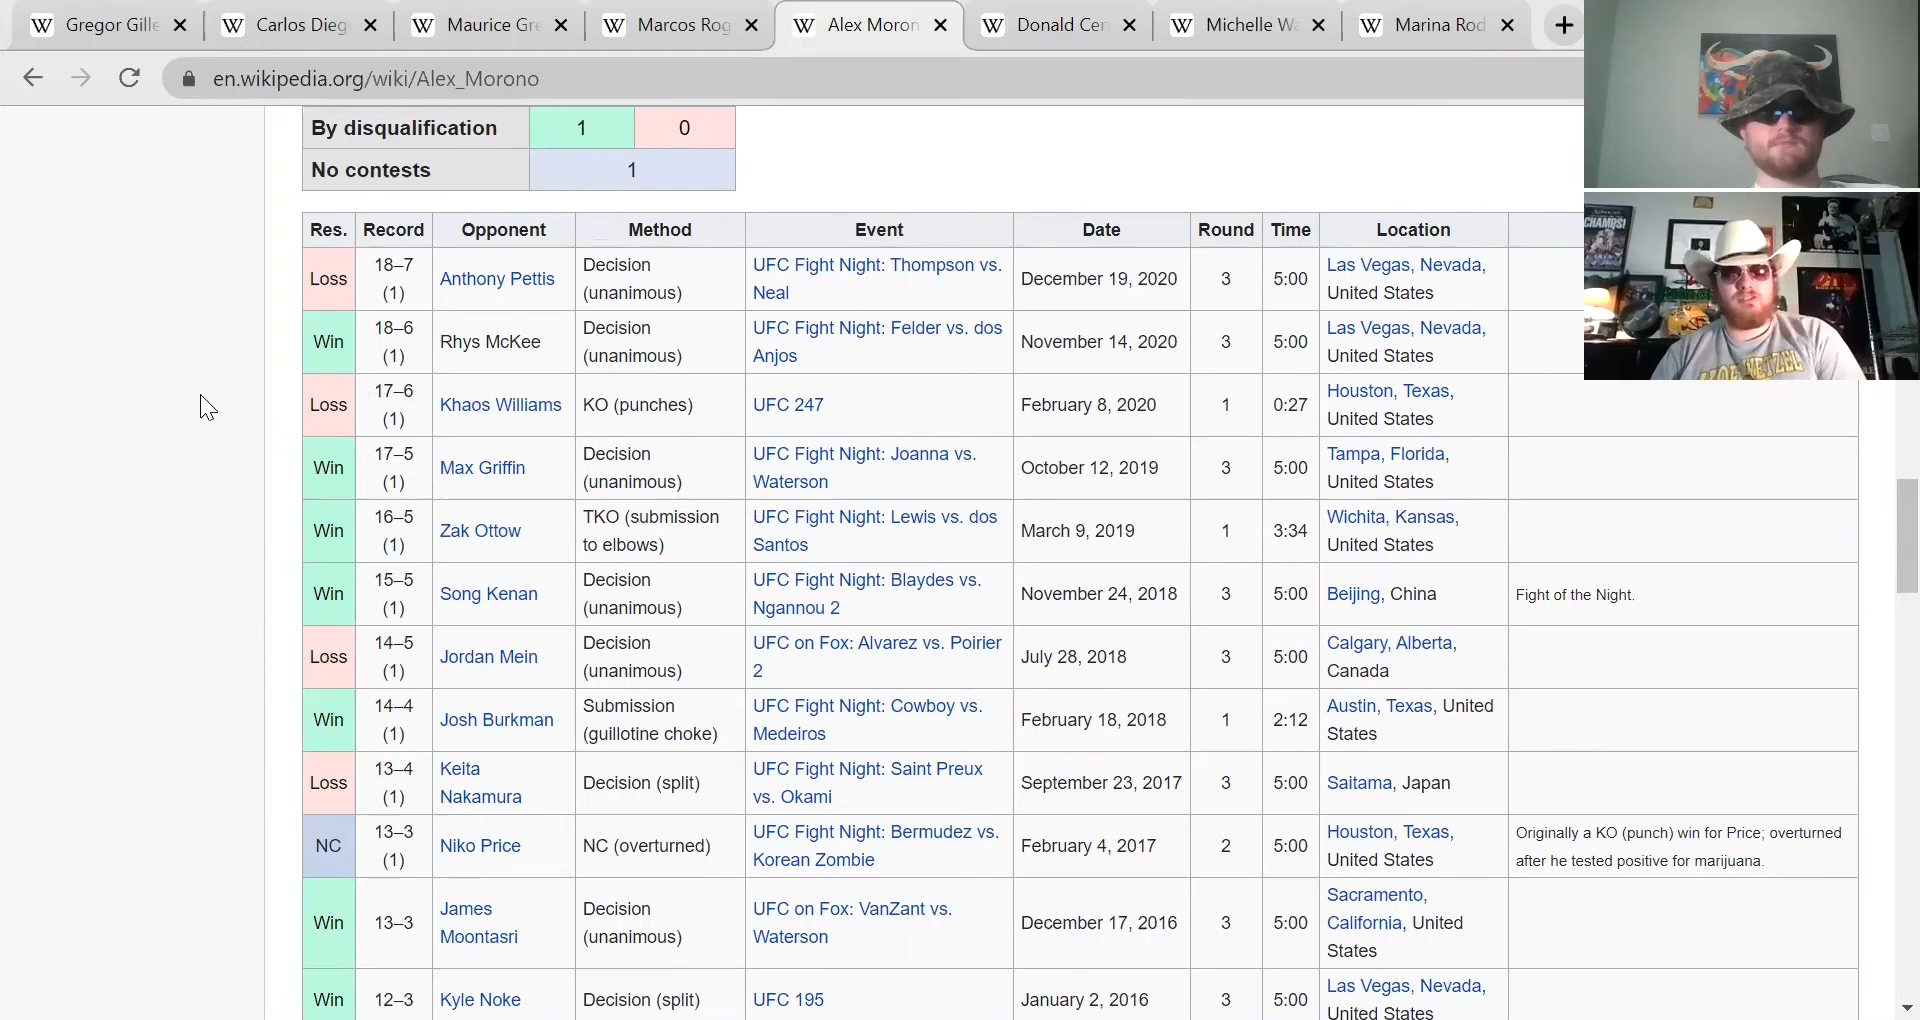 Gregor Gille
Carlos Dieg
Maurice Gre
Marcos Rog
Alex Moron
Donald Cer
Michelle Wa
Marina Rod
en.wikipedia.org/wiki/Alex_Morono
By disqualification 1 0
No contests 1
Res. Record Opponent Method Event Date Round Time Location
Loss 18–7 (1) Anthony Pettis Decision (unanimous) UFC Fight Night: Thompson vs. Neal December 19, 2020 3 5:00 Las Vegas, Nevada, United States
Win 18–6 (1) Rhys McKee Decision (unanimous) UFC Fight Night: Felder vs. dos Anjos November 14, 2020 3 5:00 Las Vegas, Nevada, United States
Loss 17–6 (1) Khaos Williams KO (punches) UFC 247 February 8, 2020 1 0:27 Houston, Texas, United States
Win 17–5 (1) Max Griffin Decision (unanimous) UFC Fight Night: Joanna vs. Waterson October 12, 2019 3 5:00 Tampa, Florida, United States
Win 16–5 (1) Zak Ottow TKO (submission to elbows) UFC Fight Night: Lewis vs. dos Santos March 9, 2019 1 3:34 Wichita, Kansas, United States
Win 15–5 (1) Song Kenan Decision (unanimous) UFC Fight Night: Blaydes vs. Ngannou 2 November 24, 2018 3 5:00 Beijing, China Fight of the Night.
Loss 14–5 (1) Jordan Mein Decision (unanimous) UFC on Fox: Alvarez vs. Poirier 2 July 28, 2018 3 5:00 Calgary, Alberta, Canada
Win 14–4 (1) Josh Burkman Submission (guillotine choke) UFC Fight Night: Cowboy vs. Medeiros February 18, 2018 1 2:12 Austin, Texas, United States
Loss 13–4 (1) Keita Nakamura Decision (split) UFC Fight Night: Saint Preux vs. Okami September 23, 2017 3 5:00 Saitama, Japan
NC 13–3 (1) Niko Price NC (overturned) UFC Fight Night: Bermudez vs. Korean Zombie February 4, 2017 2 5:00 Houston, Texas, United States Originally a KO (punch) win for Price; overturned after he tested positive for marijuana.
Win 13–3 James Moontasri Decision (unanimous) UFC on Fox: VanZant vs. Waterson December 17, 2016 3 5:00 Sacramento, California, United States
Win 12–3 Kyle Noke Decision (split) UFC 195 January 2, 2016 3 5:00 Las Vegas, Nevada, United States
CHAMPS!